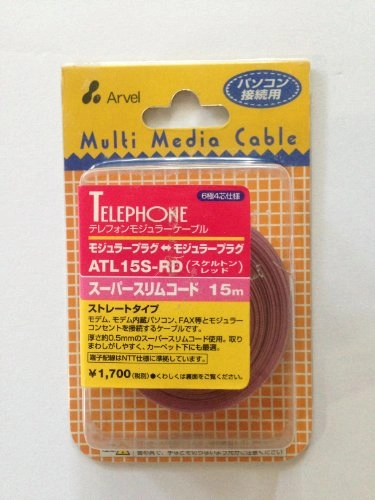 Arvel
パソコン
接続用
Multi Media Cable
6極4芯仕様
TELEPHONE
テレフォンモジュラーケーブル
モジュラープラグ⇔モジュラープラグ
ATL15S-RD(スケルトンレッド)
スーパースリムコード 15m
ストレートタイプ
モデム、モデム内蔵パソコン、FAX等とモジュラー
コンセントを接続するケーブルです。
厚さ約0.5mmのスーパースリムコード使用。取り
まわしがしやすく、カーペット下にも最適。
端子配線はNTT仕様に準拠しています。
¥1,700(税別)●くわしくは裏面をご覧ください。